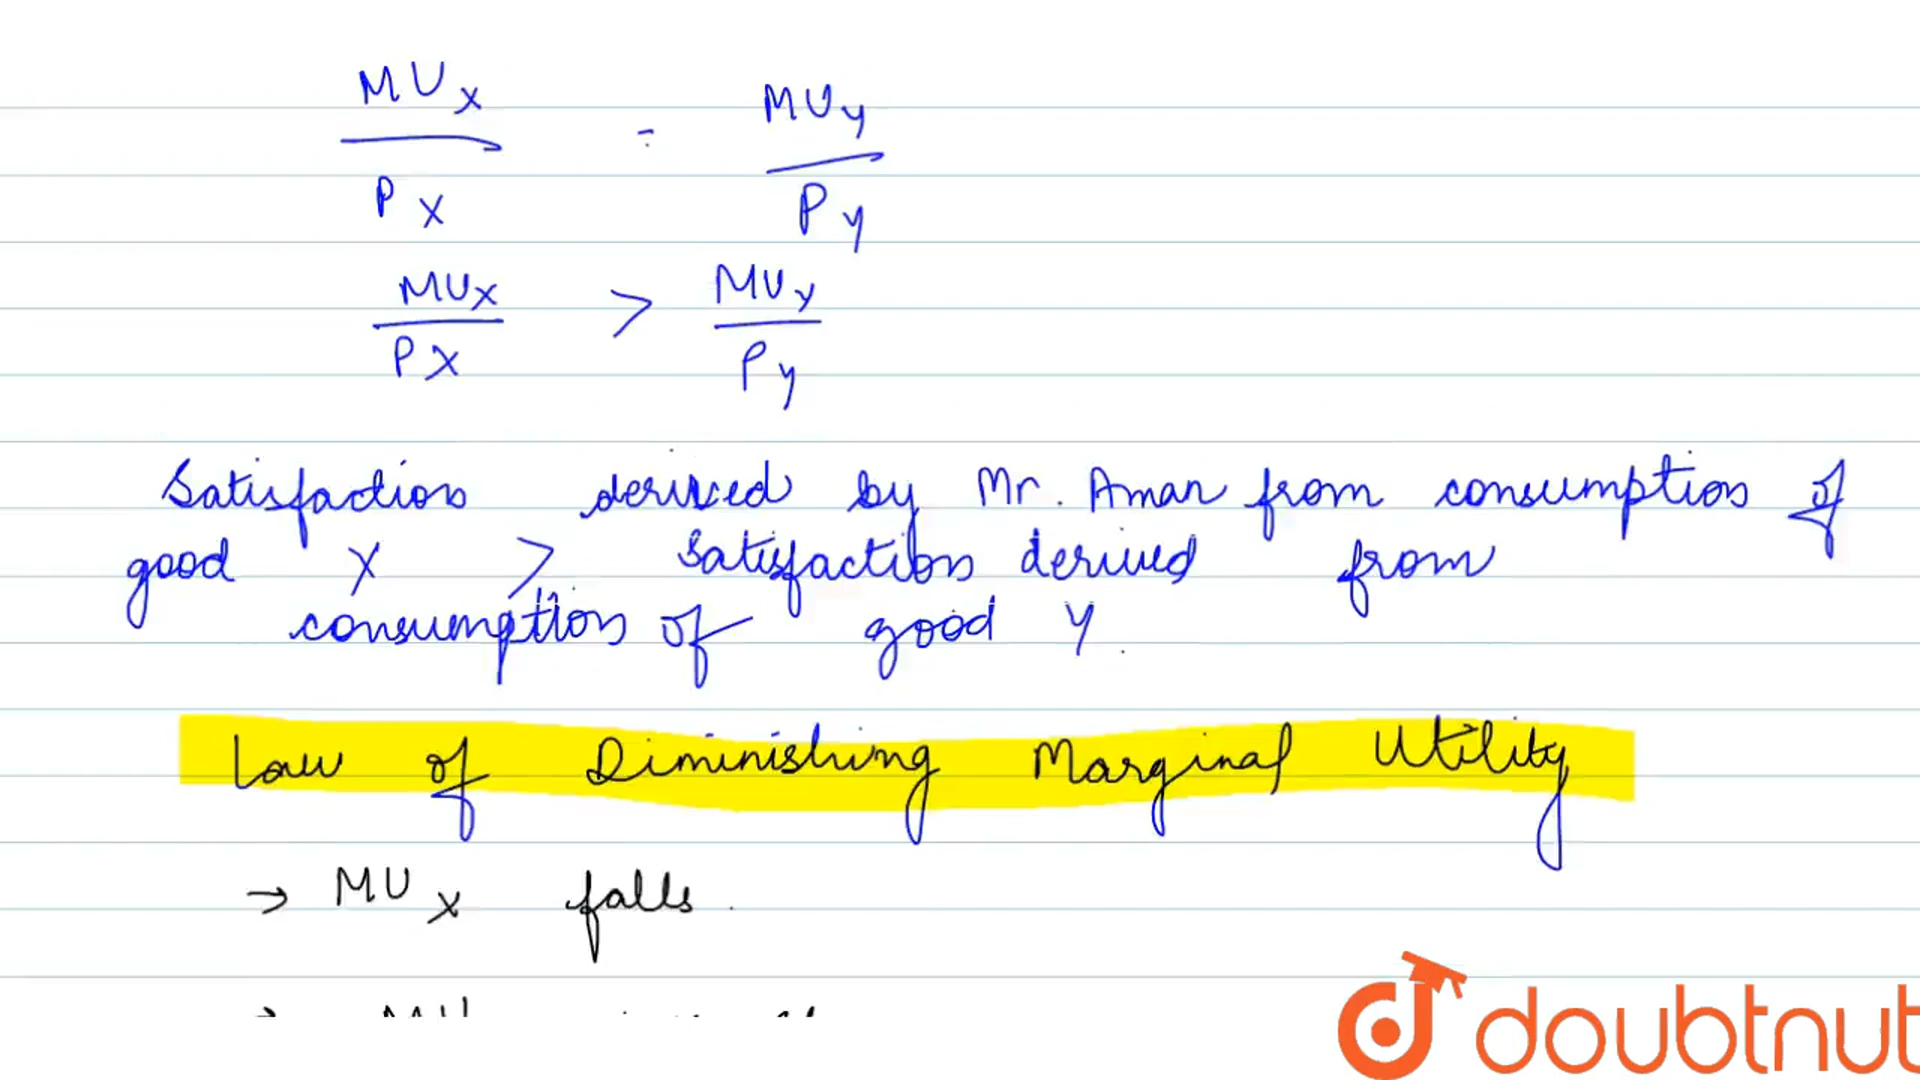 MUX = MUY
PX PY
MUX > MUY
PX PY
Satisfaction derived by Mr. Aman from consumption of
good X > satisfaction derived from
consumption of good Y.
Law of Diminishing Marginal Utility
→ MUX falls.
doubtnut